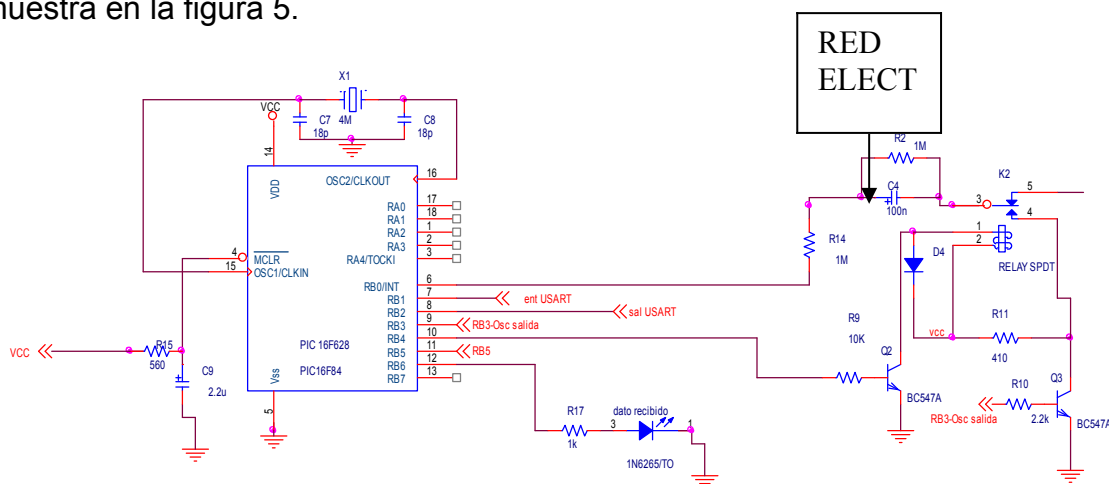 muestra en la figura 5.
RED
ELECT
X1
VCC
C7
4M
C8
18p
18p
R2
1M
14
VDD
OSC2/CLKOUT
16
C4
100n
K2
3
5
4
RA0
17
RA1
18
RA2
1
RA3
2
RA4/TOCKI
3
R14
1M
1
2
D4
RELAY SPDT
4
MCLR
15
OSC1/CLKIN
RB0/INT
6
RB1
7
ent USART
RB2
8
sal USART
RB3
9
RB3-Osc salida
RB4
10
RB5
11
RB5
RB6
12
RB7
13
PIC 16F628
PIC16F84
Vss
5
VCC
R15
560
C9
2.2u
R9
10K
vcc
R11
410
Q2
BC547A
R10
2.2k
Q3
BC547A
RB3-Osc salida
R17
1k
dato recibido
3
1
1N6265/TO